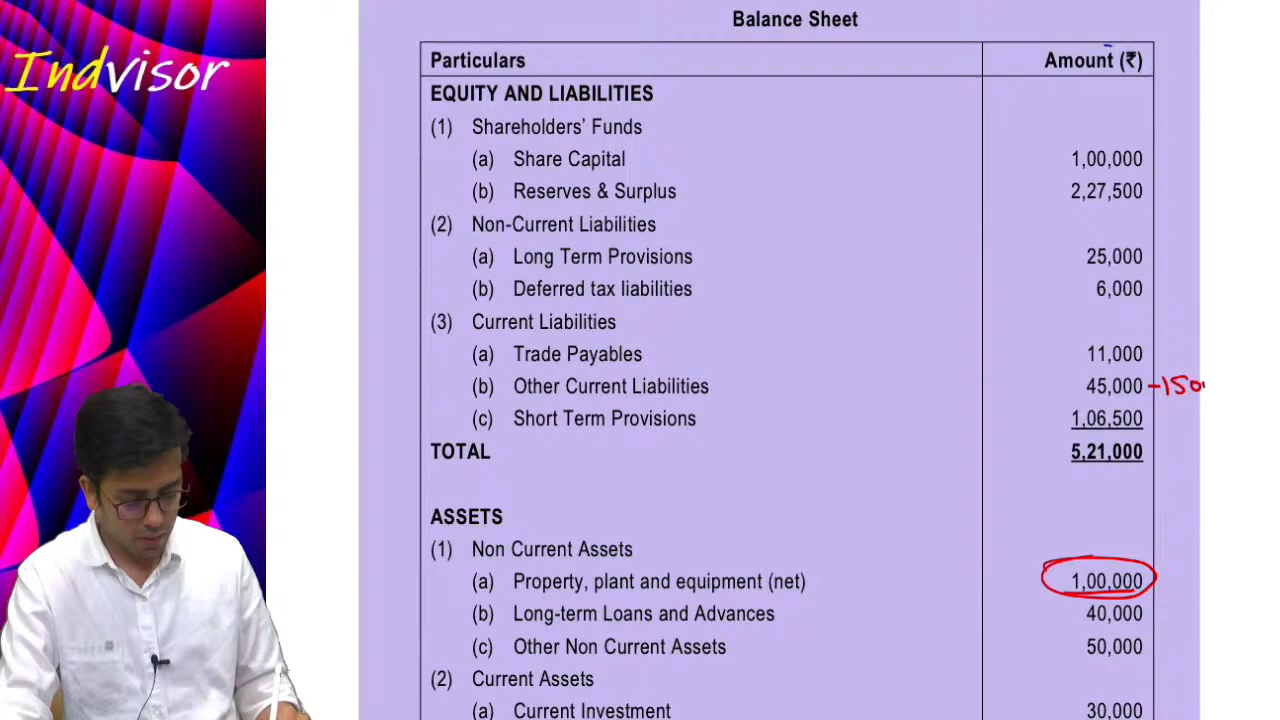 Indvisor
Balance Sheet
Particulars Amount (₹)
EQUITY AND LIABILITIES
(1) Shareholders' Funds
(a) Share Capital 1,00,000
(b) Reserves & Surplus 2,27,500
(2) Non-Current Liabilities
(a) Long Term Provisions 25,000
(b) Deferred tax liabilities 6,000
(3) Current Liabilities
(a) Trade Payables 11,000
(b) Other Current Liabilities 45,000 -150
(c) Short Term Provisions 1,06,500
TOTAL 5,21,000
ASSETS
(1) Non Current Assets
(a) Property, plant and equipment (net) 1,00,000
(b) Long-term Loans and Advances 40,000
(c) Other Non Current Assets 50,000
(2) Current Assets
(a) Current Investment 30,000